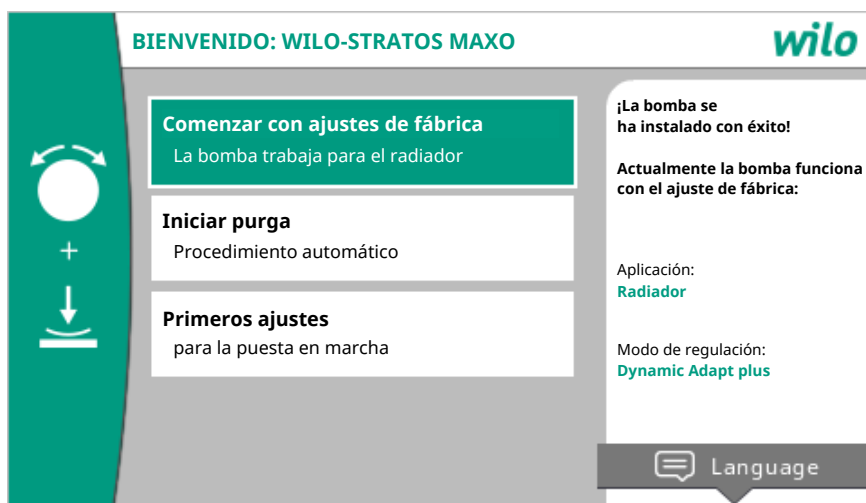 BIENVENIDO: WILO-STRATOS MAXO
wilo
Comenzar con ajustes de fábrica
La bomba trabaja para el radiador
+
Iniciar purga
Procedimiento automático
Primeros ajustes
para la puesta en marcha
¡La bomba se
ha instalado con éxito!
Actualmente la bomba funciona
con el ajuste de fábrica:
Aplicación:
Radiador
Modo de regulación:
Dynamic Adapt plus
Language